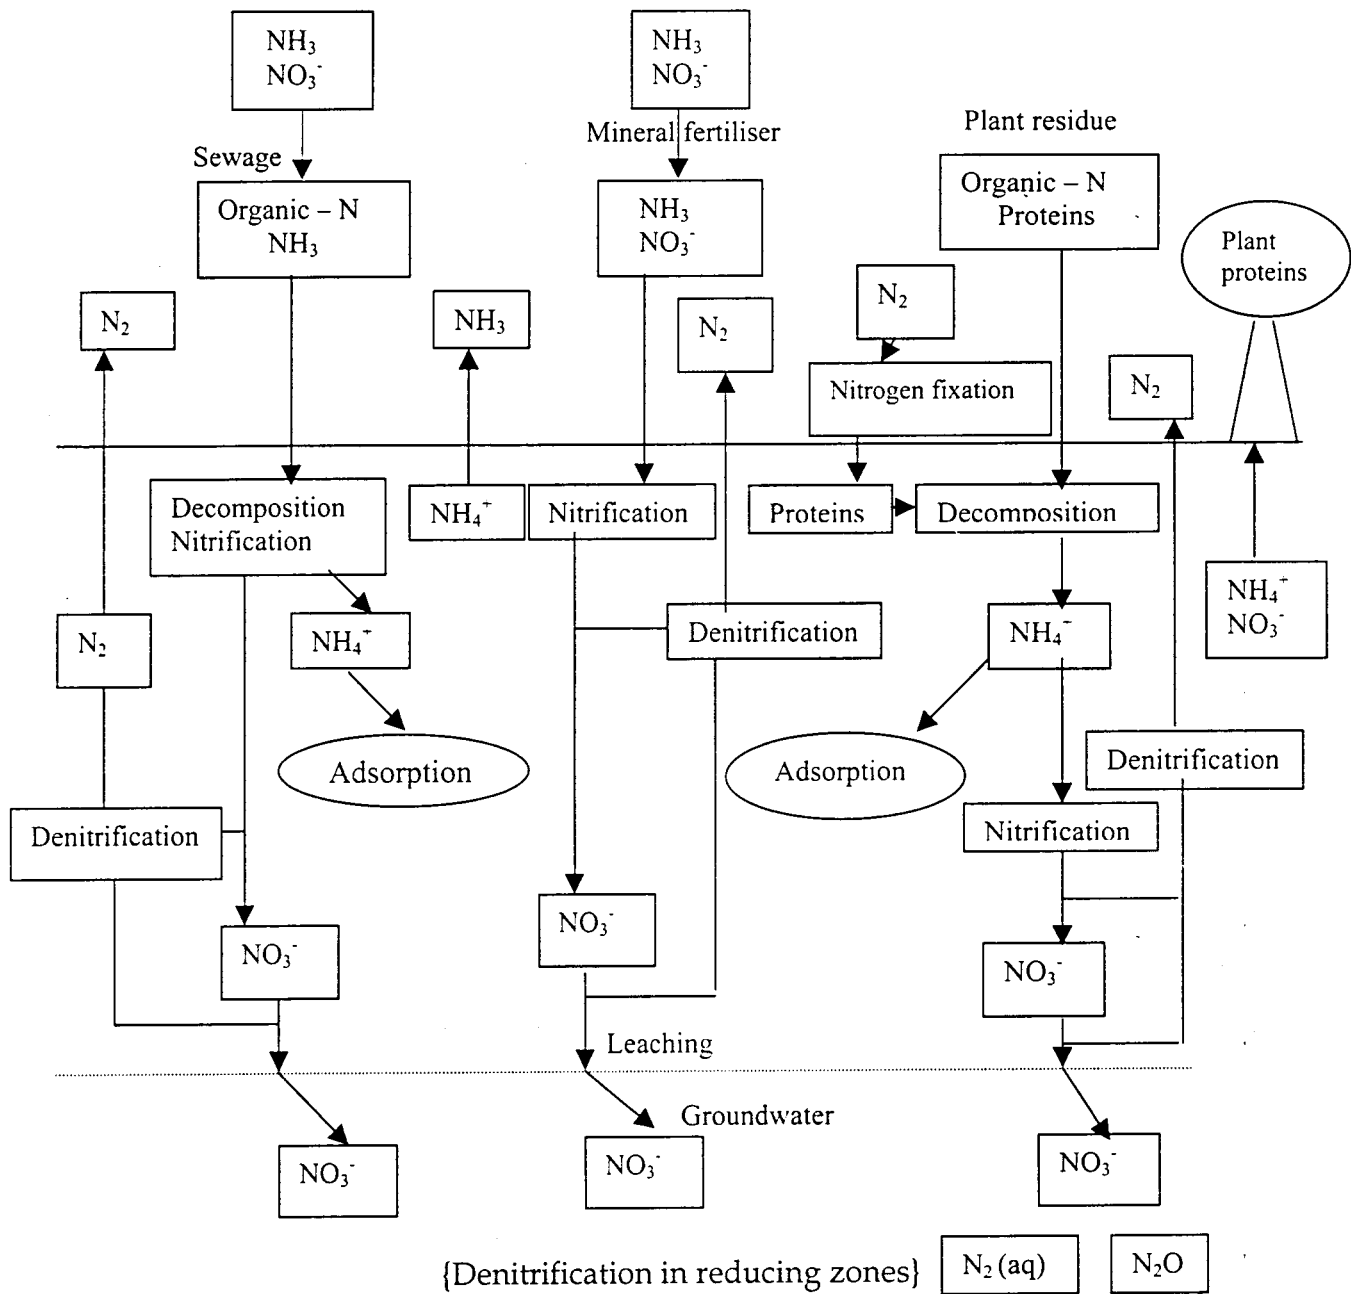 NH₃
NO₃⁻
NH₃
NO₃⁻
Sewage
Mineral fertiliser
Plant residue
Organic – N
NH₃
NH₃
NO₃⁻
Organic – N
Proteins
Plant
proteins
N₂
NH₃
N₂
N₂
Nitrogen fixation
N₂
Decomposition
Nitrification
NH₄⁺
Nitrification
Proteins
Decomposition
NH₄⁺
NO₃⁻
N₂
NH₄⁺
Denitrification
NH₄⁻
Adsorption
Adsorption
Denitrification
Denitrification
Nitrification
NO₃⁻
NO₃⁻
NO₃⁻
Leaching
Groundwater
NO₃⁻
NO₃⁻
NO₃⁻
{Denitrification in reducing zones}
N₂ (aq)
N₂O